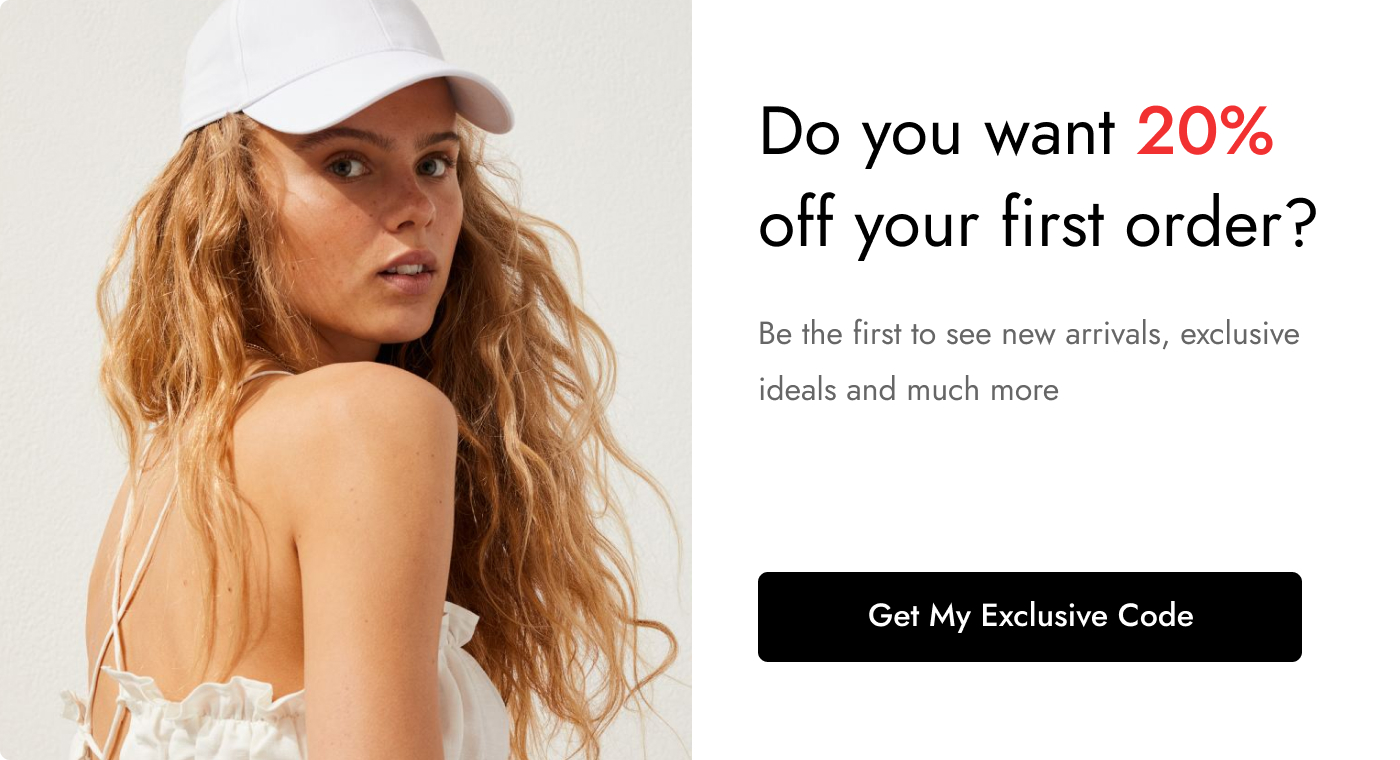 Do you want 20%
off your first order?
Be the first to see new arrivals, exclusive
ideals and much more
Get My Exclusive Code